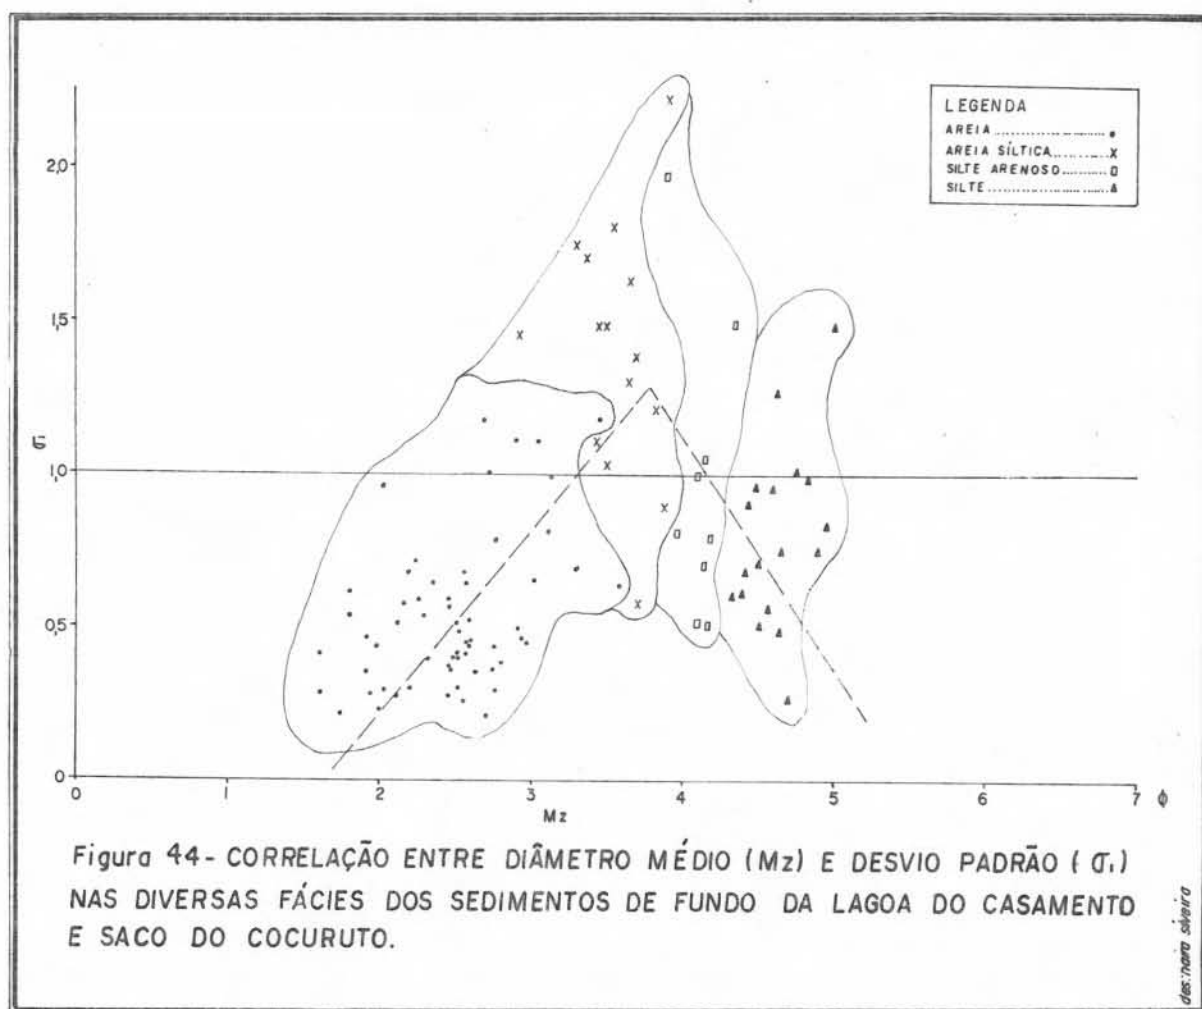 LEGENDA
AREIA ........................ •
AREIA SÍLTICA ............ X
SILTE ARENOSO .......... ▯
SILTE ......................... ▲
2,0
1,5
1,0
0,5
0
σ
0 1 2 3 4 5 6 7 ϕ
Mz
Figura 44 - CORRELAÇÃO ENTRE DIÂMETRO MÉDIO (Mz) E DESVIO PADRÃO (σ₁)
NAS DIVERSAS FÁCIES DOS SEDIMENTOS DE FUNDO DA LAGOA DO CASAMENTO
E SACO DO COCURUTO.
des:naira silveira